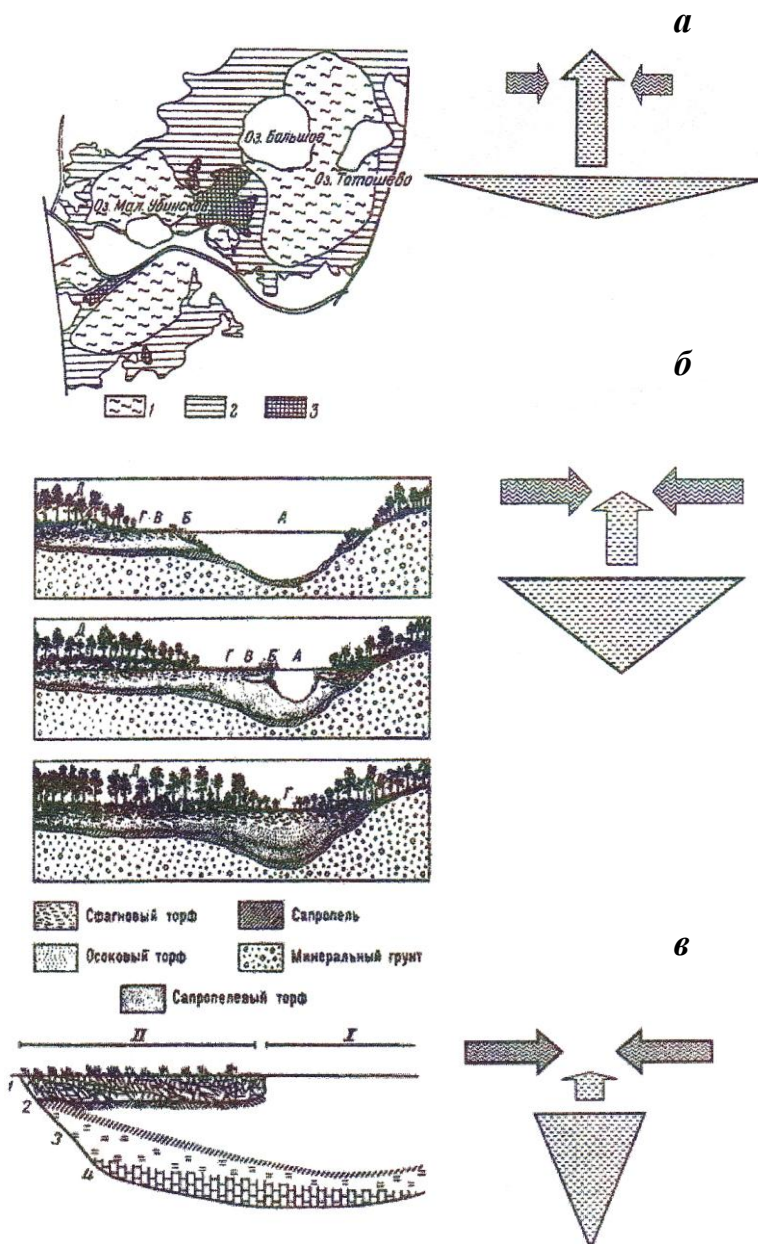 а
Оз. Большое
Оз. Тотошево
Оз. Мал. Убинское
1 2 3
б
Д Г В Б А
Д Г В Б А
Д Г
Сфагновый торф Сапропель
Осоковый торф Минеральный грунт
Сапропелевый торф
в
II I
1
2
3
4